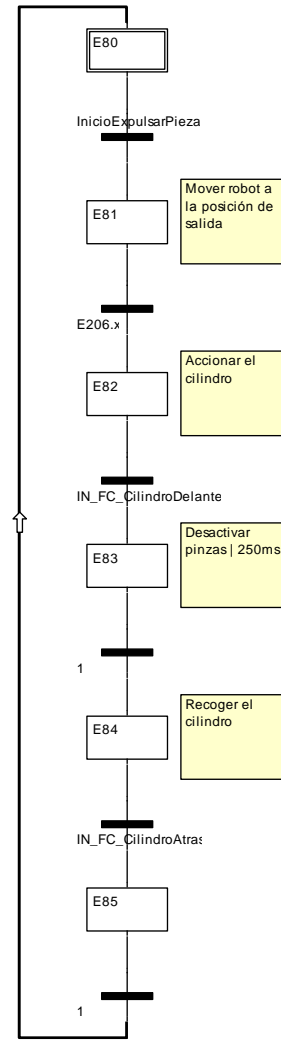 E80
InicioExpulsarPieza
E81
Mover robot a
la posición de
salida
E206.x
E82
Accionar el
cilindro
IN_FC_CilindroDelante
E83
Desactivar
pinzas | 250ms
1
E84
Recoger el
cilindro
IN_FC_CilindroAtras
E85
1